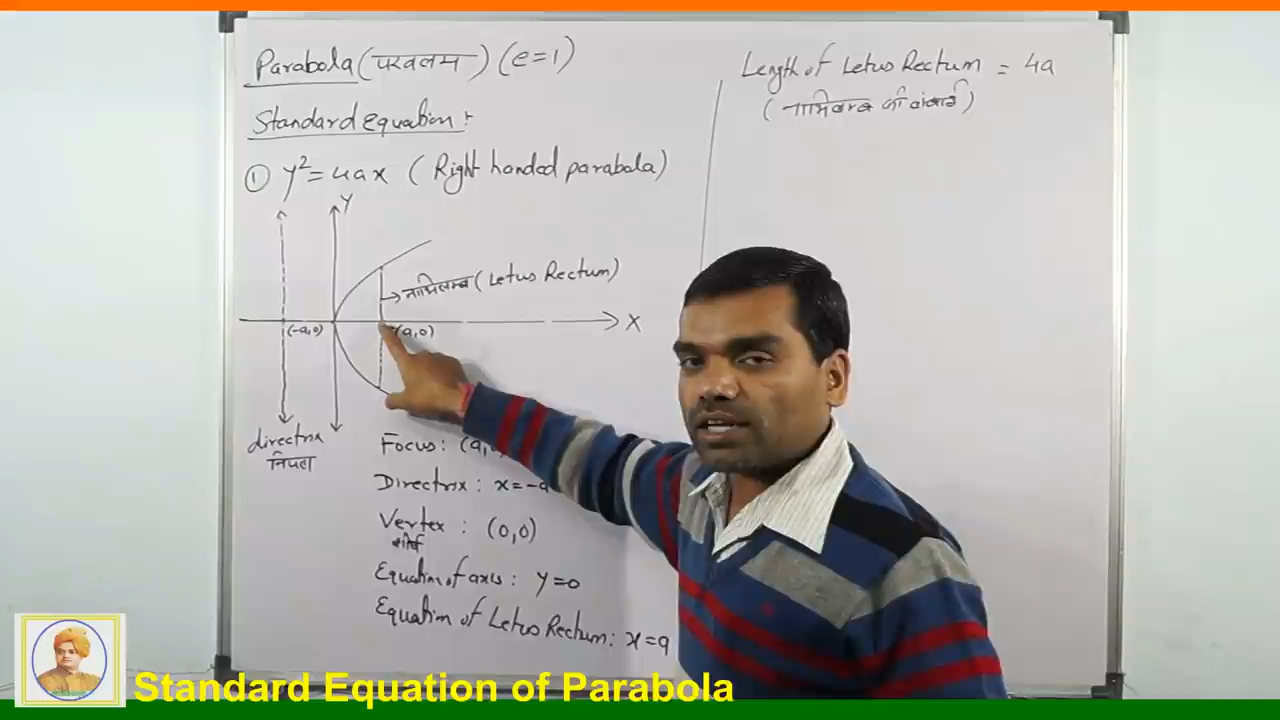 Parabola (परवलय) (e=1)
Standard Equation:
① y²=4ax (Right handed parabola)
Y
नाभिलम्ब (Letus Rectum)
(-a,0)
(a,0)
X
directrix
नियता
Focus: (a,
Directrix: x=-a
Vertex: (0,0)
शीर्ष
Equation of axis: y=0
Equation of Letus Rectum: x=a
Length of Letus Rectum = 4a
(नाभिलम्ब की लंबाई)
Standard Equation of Parabola